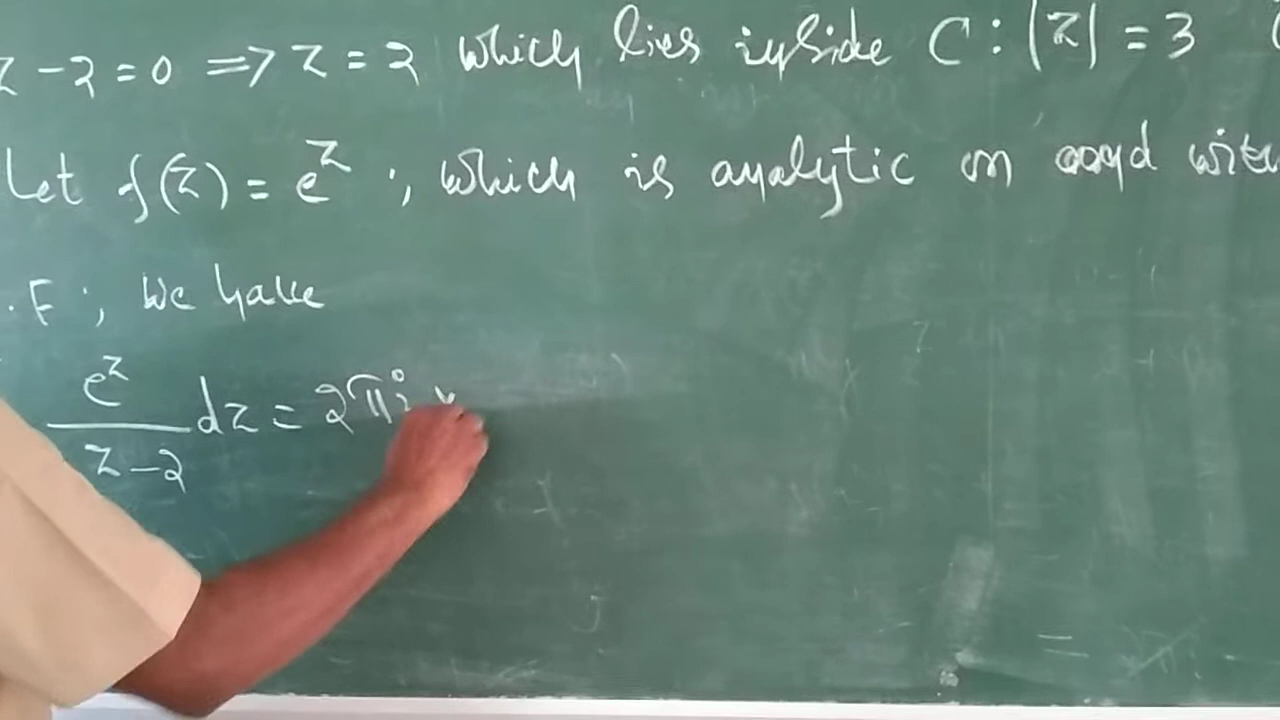 z - 2 = 0 => z = 2 which lies inside C : |z| = 3
Let f(z) = e^z ; which is analytic on and with
. F ; we have
e^z / z - 2 dz = 2πi ×